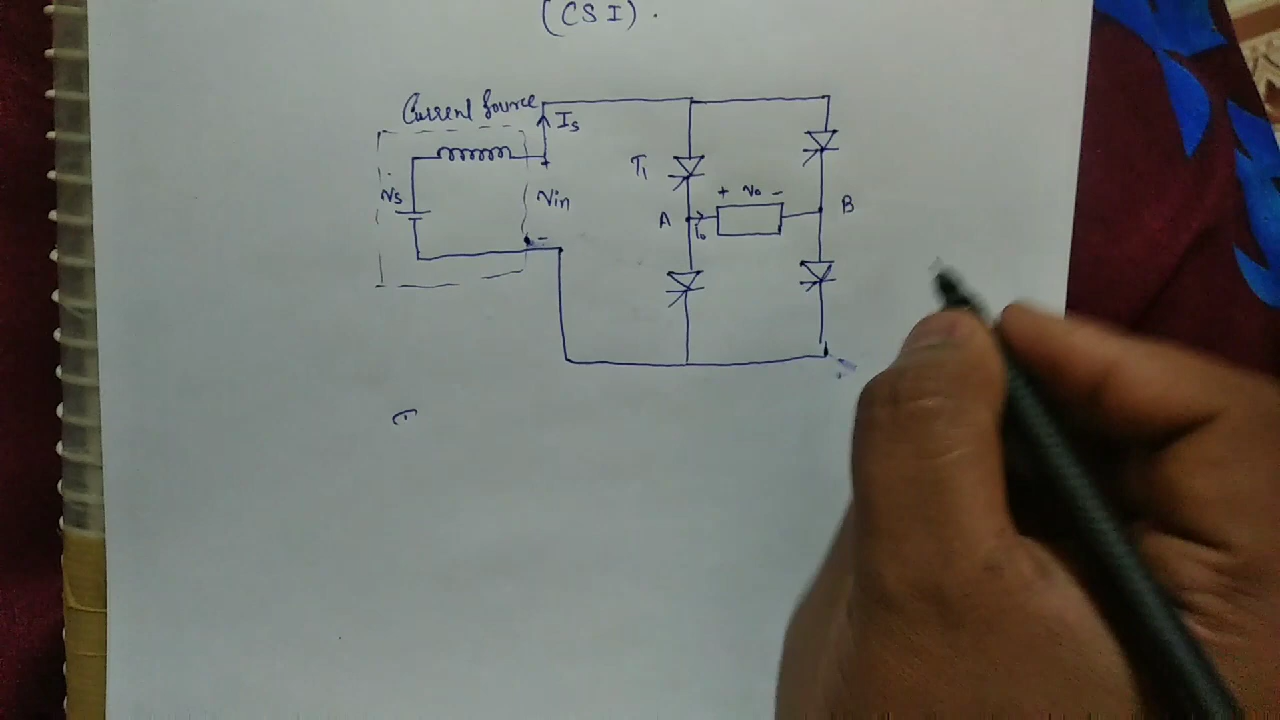 (CSI).
Current Source
Is
Vs
Vin
T1
+ Vo -
A
Io
B
+
-